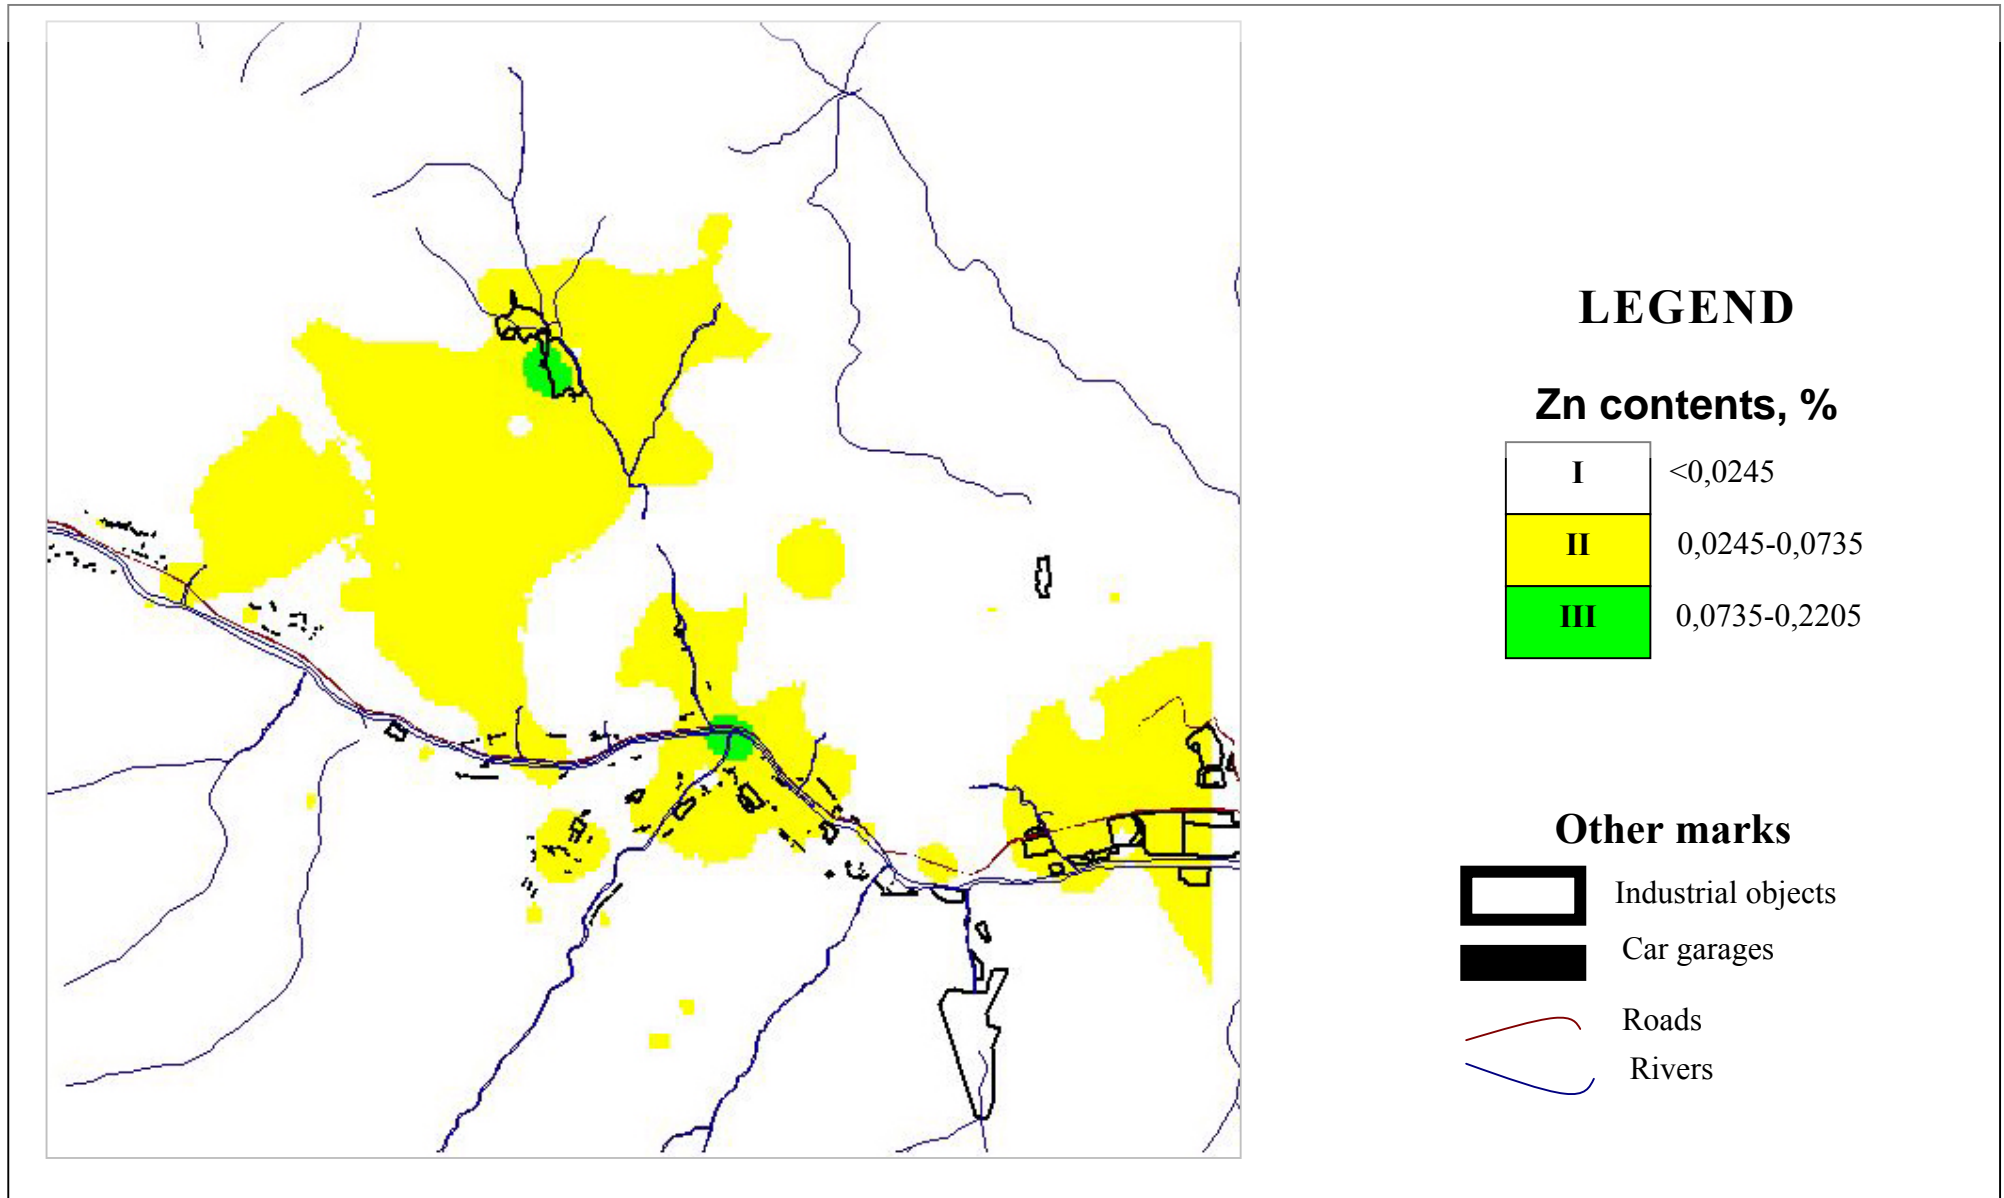 LEGEND
Zn contents, %
I <0,0245
II 0,0245-0,0735
III 0,0735-0,2205
Other marks
Industrial objects
Car garages
Roads
Rivers